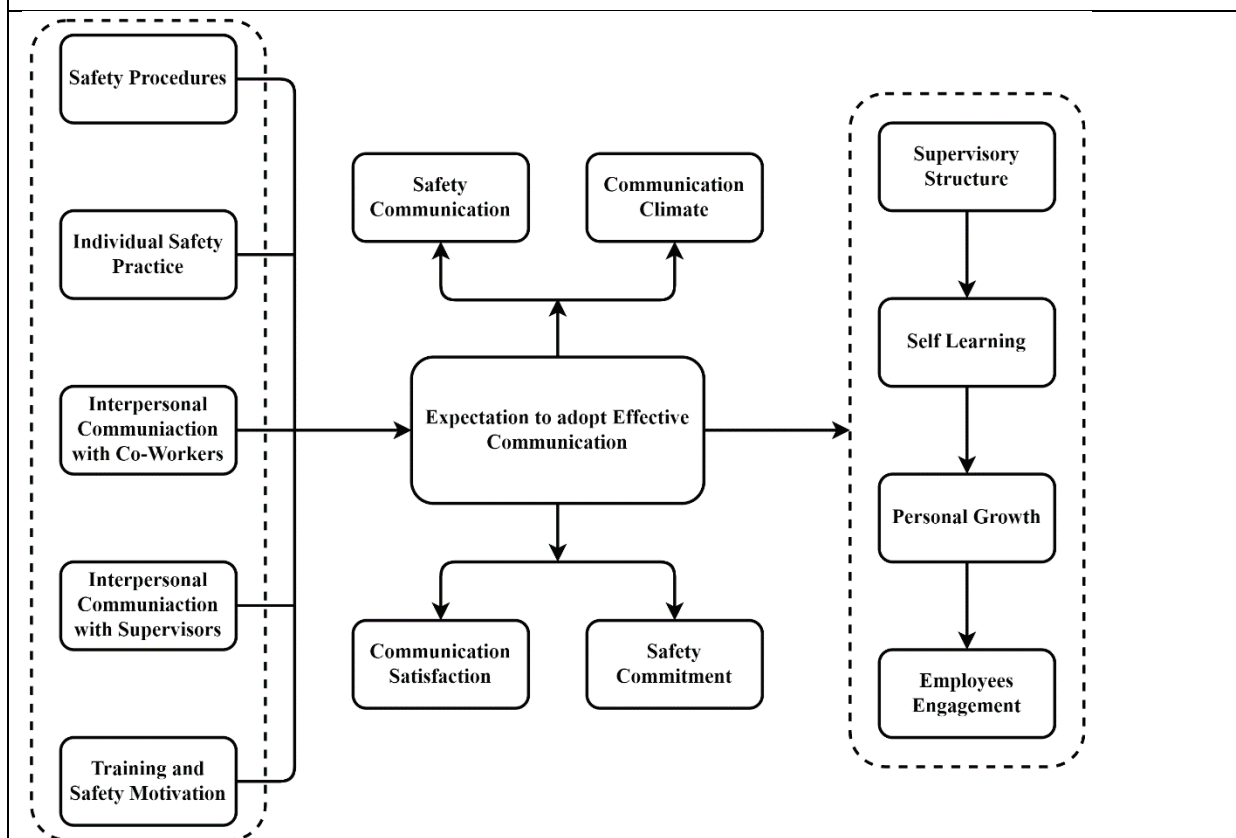 Safety Procedures
Individual Safety
Practice
Interpersonal
Communiaction
with Co-Workers
Interpersonal
Communiaction
with Supervisors
Training and
Safety Motivation
Safety
Communication
Communication
Climate
Expectation to adopt Effective
Communication
Communication
Satisfaction
Safety
Commitment
Supervisory
Structure
Self Learning
Personal Growth
Employees
Engagement